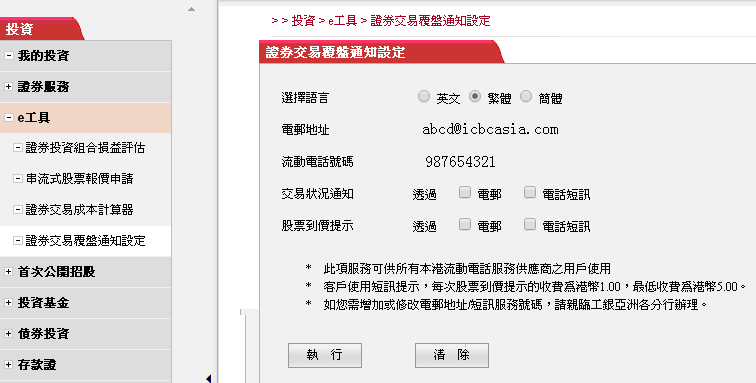 > > 投資 > e工具 > 證券交易覆盤通知設定
投資
我的投資
證券服務
e工具
證券投資組合損益評估
串流式股票報價申請
證券交易成本計算器
證券交易覆盤通知設定
首次公開招股
投資基金
債券投資
存款證
證券交易覆盤通知設定
選擇語言 英文 繁體 簡體
電郵地址 abcd@icbcasia.com
流動電話號碼 987654321
交易狀況通知 透過 電郵 電話短訊
股票到價提示 透過 電郵 電話短訊
* 此項服務可供所有本港流動電話服務供應商之用戶使用
* 客戶使用短訊提示，每次股票到價提示的收費爲港幣1.00，最低收費爲港幣5.00。
* 如您需增加或修改電郵地址/短訊服務號碼，請親臨工銀亞洲各分行辦理。
執 行 清 除